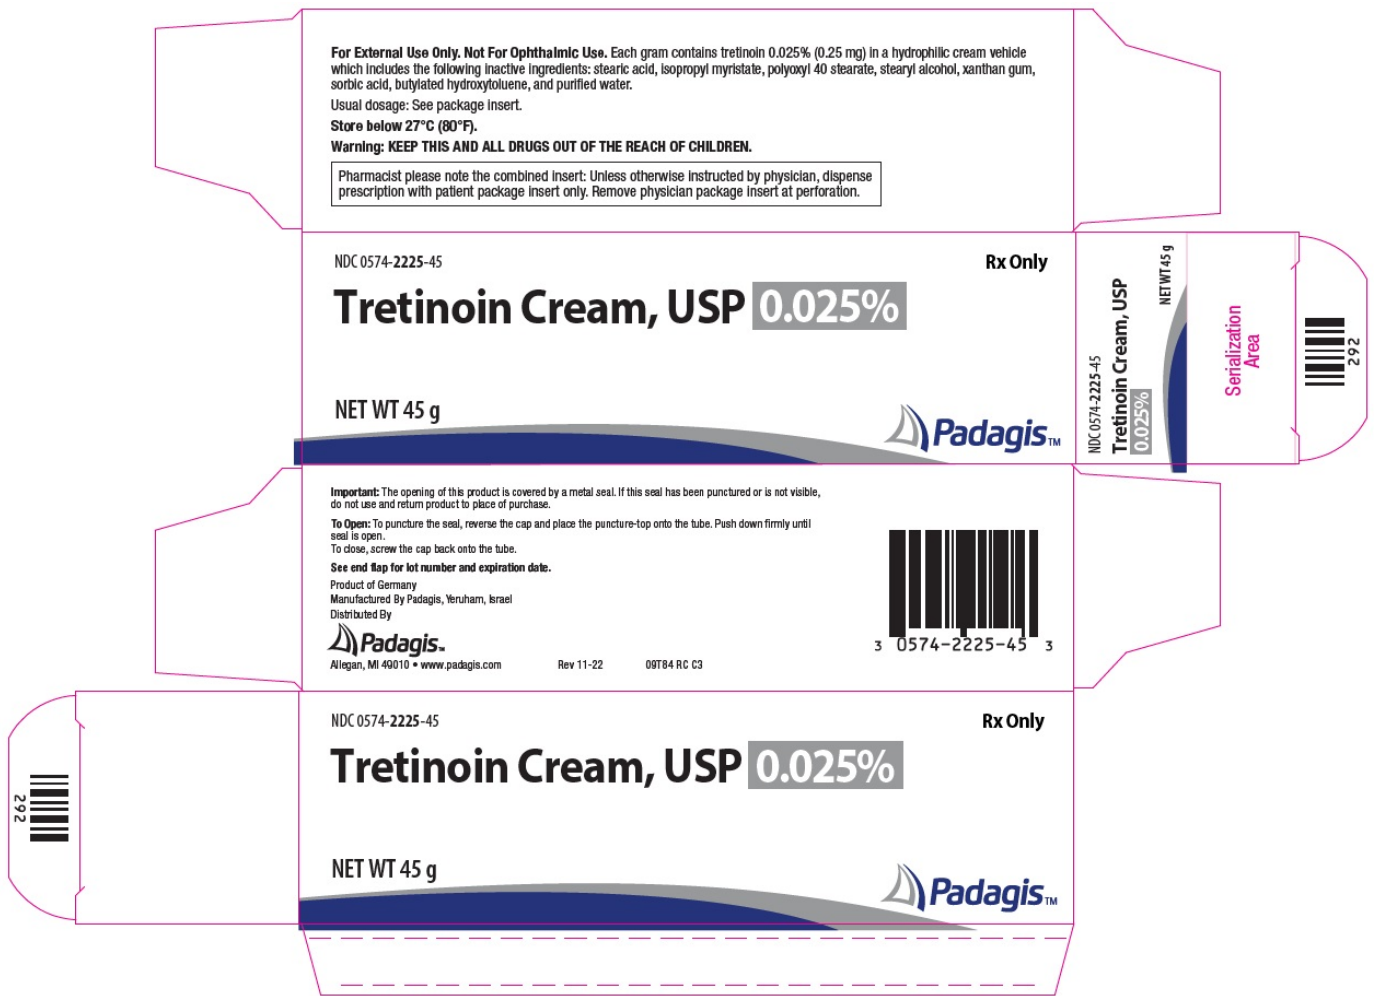 For External Use Only. Not For Ophthalmic Use. Each gram contains tretinoin 0.025% (0.25 mg) in a hydrophilic cream vehicle
which includes the following inactive ingredients: stearic acid, isopropyl myristate, polyoxyl 40 stearate, stearyl alcohol, xanthan gum,
sorbic acid, butylated hydroxytoluene, and purified water.
Usual dosage: See package insert.
Store below 27°C (80°F).
Warning: KEEP THIS AND ALL DRUGS OUT OF THE REACH OF CHILDREN.
Pharmacist please note the combined insert: Unless otherwise instructed by physician, dispense
prescription with patient package insert only. Remove physician package insert at perforation.
NDC 0574-2225-45
Rx Only
Tretinoin Cream, USP 0.025%
NET WT 45 g
Padagis™
NDC 0574-2225-45
Tretinoin Cream, USP
0.025%
NET WT 45 g
Serialization
Area
292
Important: The opening of this product is covered by a metal seal. If this seal has been punctured or is not visible,
do not use and return product to place of purchase.
To Open: To puncture the seal, reverse the cap and place the puncture-top onto the tube. Push down firmly until
seal is open.
To close, screw the cap back onto the tube.
See end flap for lot number and expiration date.
Product of Germany
Manufactured By Padagis, Yeruham, Israel
Distributed By
Padagis™
Allegan, MI 49010 • www.padagis.com Rev 11-22 09T84 RC C3
3 0574-2225-45 3
NDC 0574-2225-45
Rx Only
Tretinoin Cream, USP 0.025%
NET WT 45 g
Padagis™
292